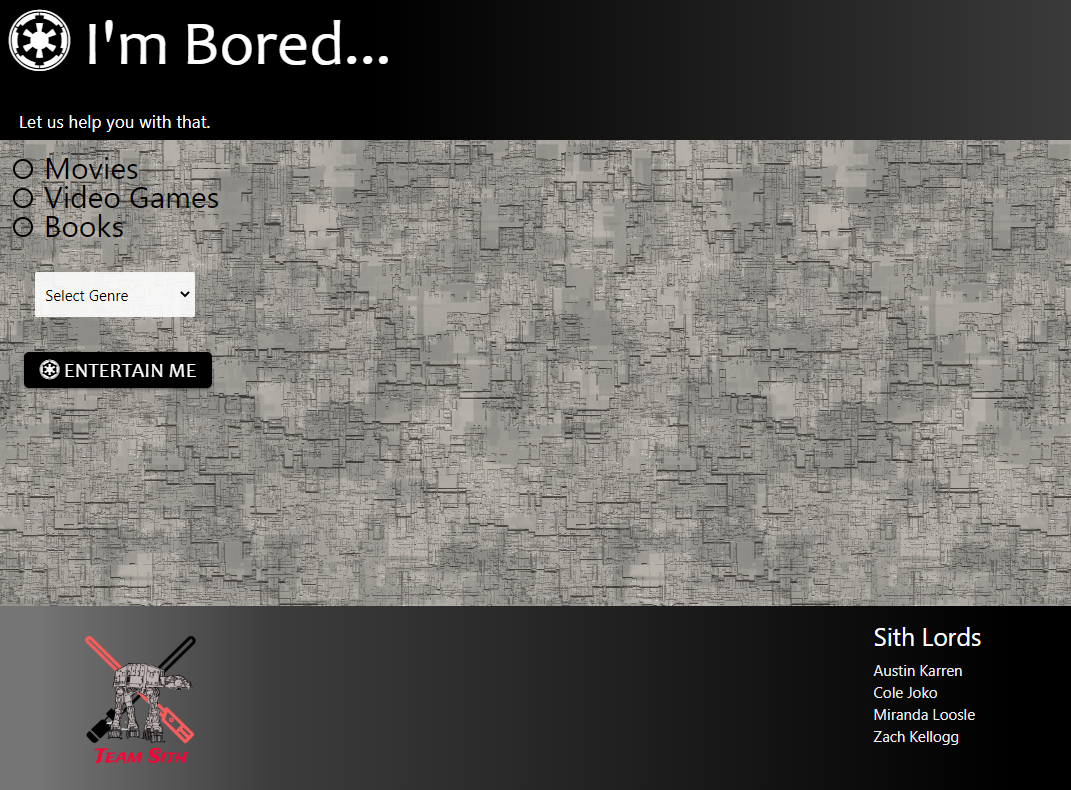 I'm Bored...
Let us help you with that.
Movies
Video Games
Books
Select Genre
ENTERTAIN ME
Team Sith
Sith Lords
Austin Karren
Cole Joko
Miranda Loosle
Zach Kellogg